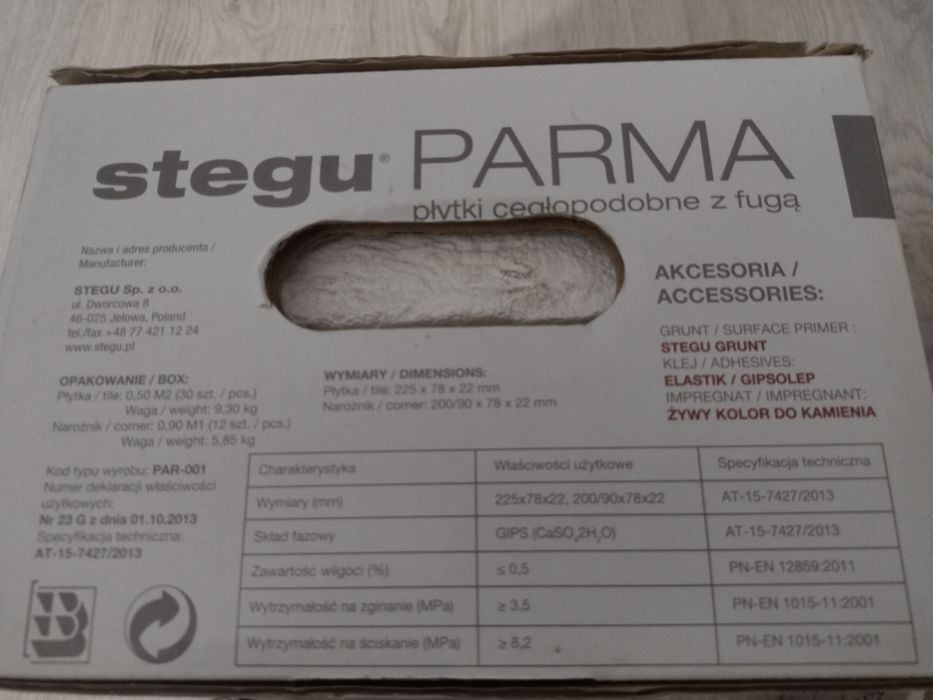 stegu® PARMA
płytki cegłopodobne z fugą
Nazwa i adres producenta /
Manufacturer:
STEGU Sp. z o.o.
ul. Dworcowa 8
46-025 Jełowa, Poland
tel./fax +48 77 421 12 24
www.stegu.pl
OPAKOWANIE / BOX:
Płytka / tile: 0,50 M2 (30 szt. / pcs.)
Waga / weight: 9,30 kg
Narożnik / corner: 0,90 M1 (12 szt. / pcs.)
Waga / weight: 5,85 kg
WYMIARY / DIMENSIONS:
Płytka / tile: 225 x 78 x 22 mm
Narożnik / corner: 200/90 x 78 x 22 mm
AKCESORIA /
ACCESSORIES:
GRUNT / SURFACE PRIMER :
STEGU GRUNT
KLEJ / ADHESIVES:
ELASTIK / GIPSOLEP
IMPREGNAT / IMPREGNANT:
ŻYWY KOLOR DO KAMIENIA
Kod typu wyrobu: PAR-001
Numer deklaracji właściwości
użytkowych:
Nr 23 G z dnia 01.10.2013
Specyfikacja techniczna:
AT-15-7427/2013
Charakterystyka Właściwości użytkowe Specyfikacja techniczna
Wymiary (mm) 225x78x22, 200/90x78x22 AT-15-7427/2013
Skład fazowy GIPS (CaSO₄2H₂O) AT-15-7427/2013
Zawartość wilgoci (%) ≤ 0,5 PN-EN 12859:2011
Wytrzymałość na zginanie (MPa) ≥ 3,5 PN-EN 1015-11:2001
Wytrzymałość na ściskanie (MPa) ≥ 8,2 PN-EN 1015-11:2001